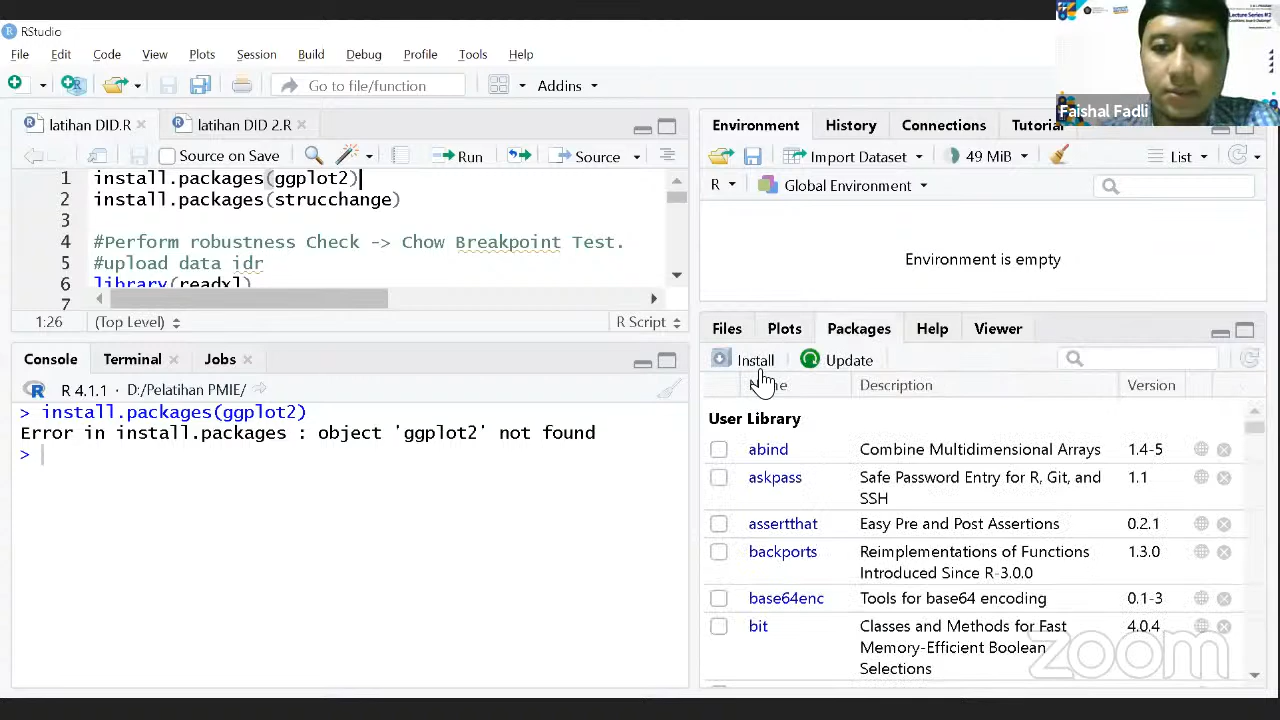 RStudio
File Edit Code View Plots Session Build Debug Profile Tools Help
Go to file/function Addins
Lecture Series #2
Faishal Fadli
latihan DID.R latihan DID 2.R
Source on Save Run Source
1 install.packages(ggplot2)
2 install.packages(strucchange)
3
4 #Perform robustness Check -> Chow Breakpoint Test.
5 #upload data idr
6 library(readxl)
7
1:26 (Top Level) R Script
Console Terminal Jobs
R 4.1.1 · D:/Pelatihan PMIE/
> install.packages(ggplot2)
Error in install.packages : object 'ggplot2' not found
>
Environment History Connections Tutorial
Import Dataset 49 MiB List
R Global Environment
Environment is empty
Files Plots Packages Help Viewer
Install Update
Name Description Version
User Library
abind Combine Multidimensional Arrays 1.4-5
askpass Safe Password Entry for R, Git, and 1.1
SSH
assertthat Easy Pre and Post Assertions 0.2.1
backports Reimplementations of Functions 1.3.0
Introduced Since R-3.0.0
base64enc Tools for base64 encoding 0.1-3
bit Classes and Methods for Fast 4.0.4
Memory-Efficient Boolean
Selections
zoom